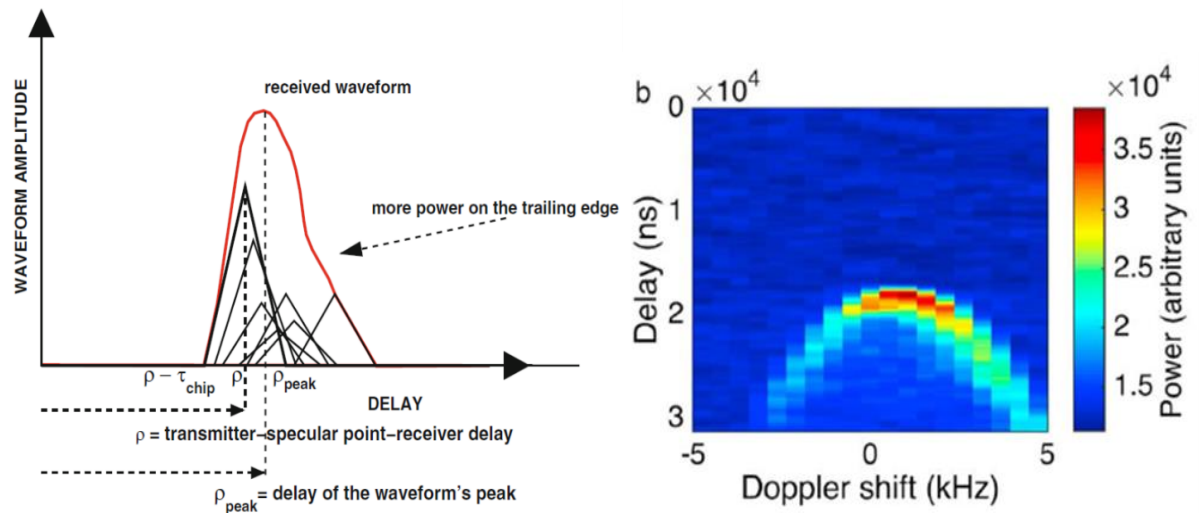 WAVEFORM AMPLITUDE
received waveform
more power on the trailing edge
ρ − τchip ρ ρpeak
DELAY
ρ = transmitter–specular point–receiver delay
ρpeak= delay of the waveform's peak
b
×10⁴
0
1
2
3
Delay (ns)
-5 0 5
Doppler shift (kHz)
×10⁴
3.5
3
2.5
2
1.5
Power (arbitrary units)